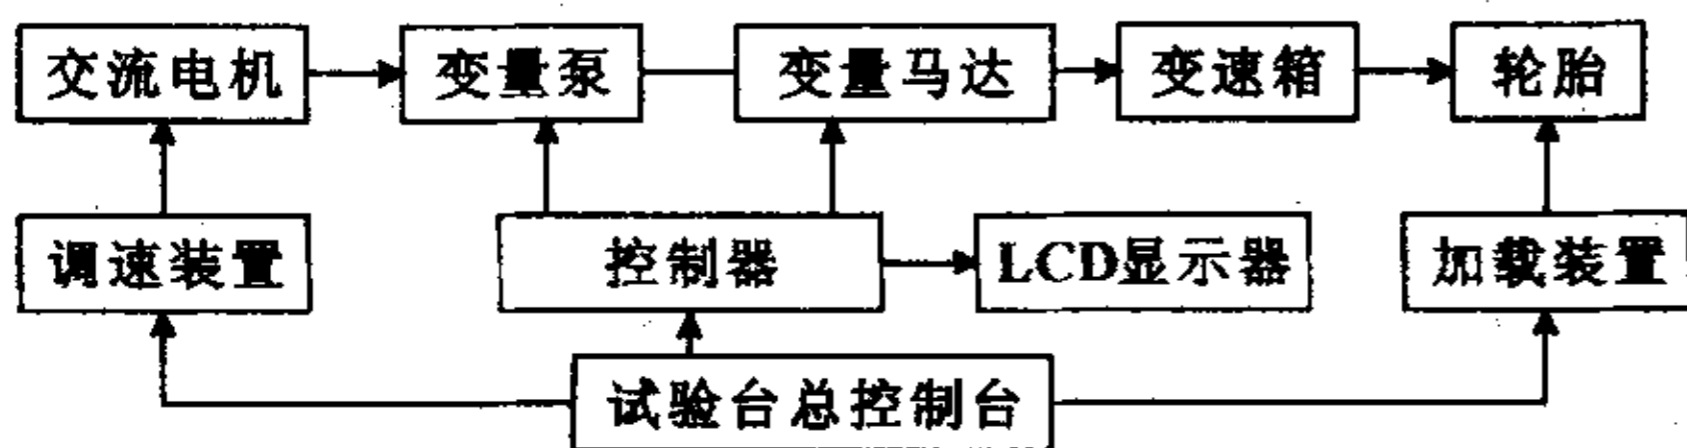 交流电机 变量泵 变量马达 变速箱 轮胎
调速装置 控制器 LCD显示器 加载装置
试验台总控制台